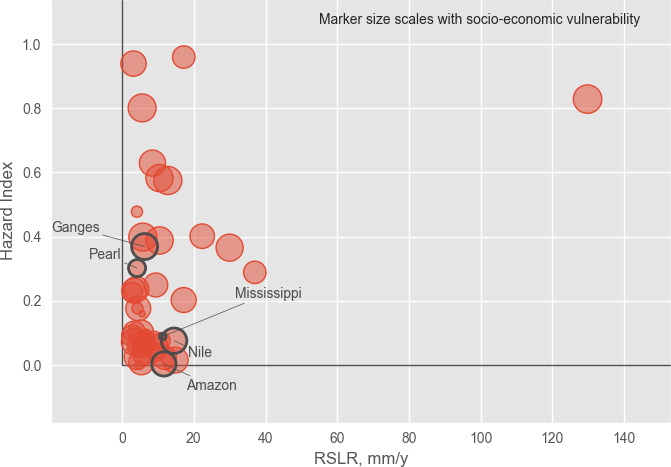 Marker size scales with socio-economic vulnerability
1.0
0.8
0.6
0.4
0.2
0.0
Hazard Index
Ganges
Pearl
Mississippi
Nile
Amazon
0 20 40 60 80 100 120 140
RSLR, mm/y